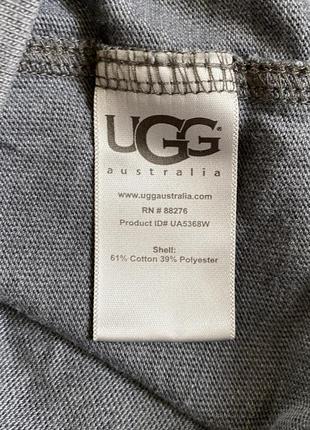 UGG®
australia
www.uggaustralia.com
RN # 88276
Product ID# UA5368W
Shell:
61% Cotton 39% Polyester